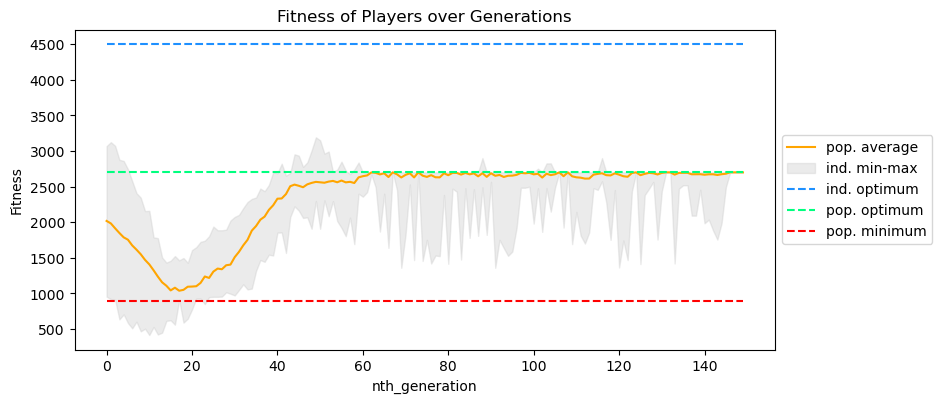 Fitness of Players over Generations
4500
4000
3500
3000
2500
2000
1500
1000
500
Fitness
0
20
40
60
80
100
120
140
nth_generation
pop. average
ind. min-max
ind. optimum
pop. optimum
pop. minimum